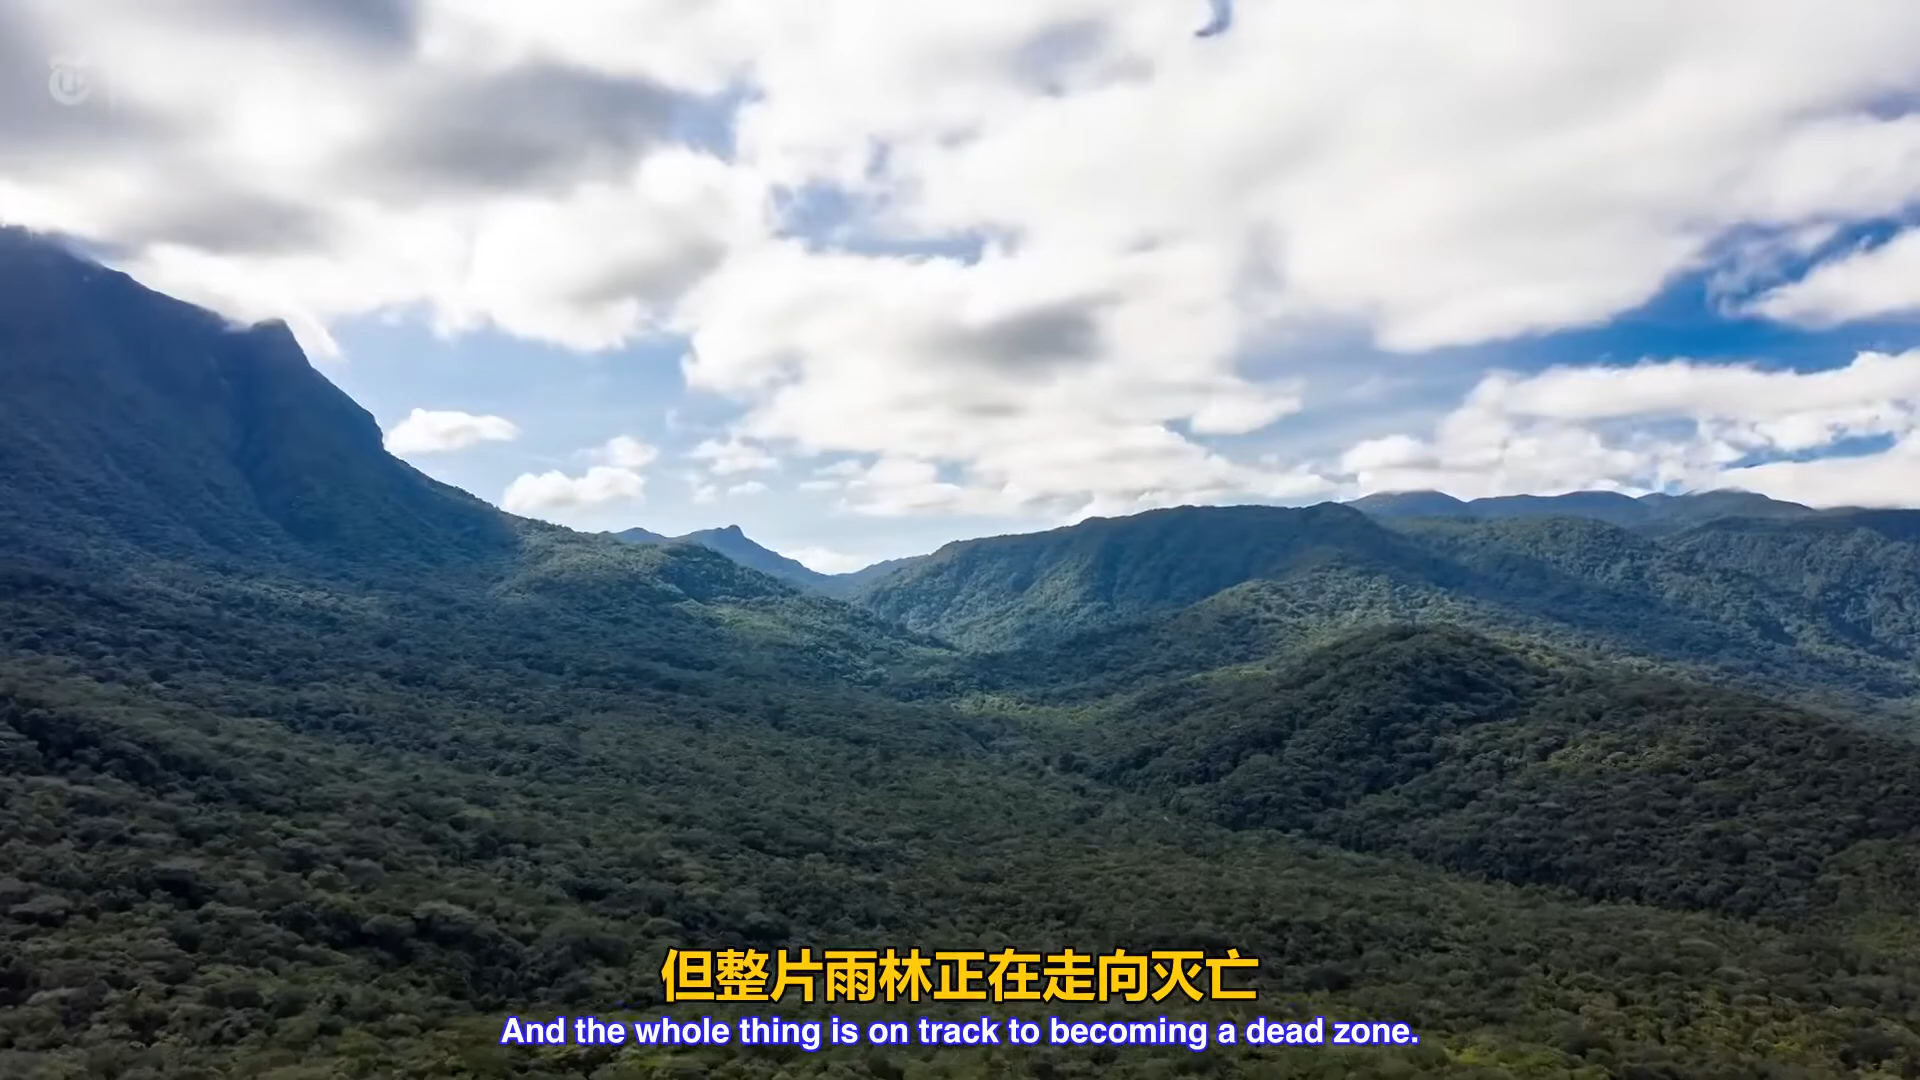 但整片雨林正在走向灭亡
And the whole thing is on track to becoming a dead zone.